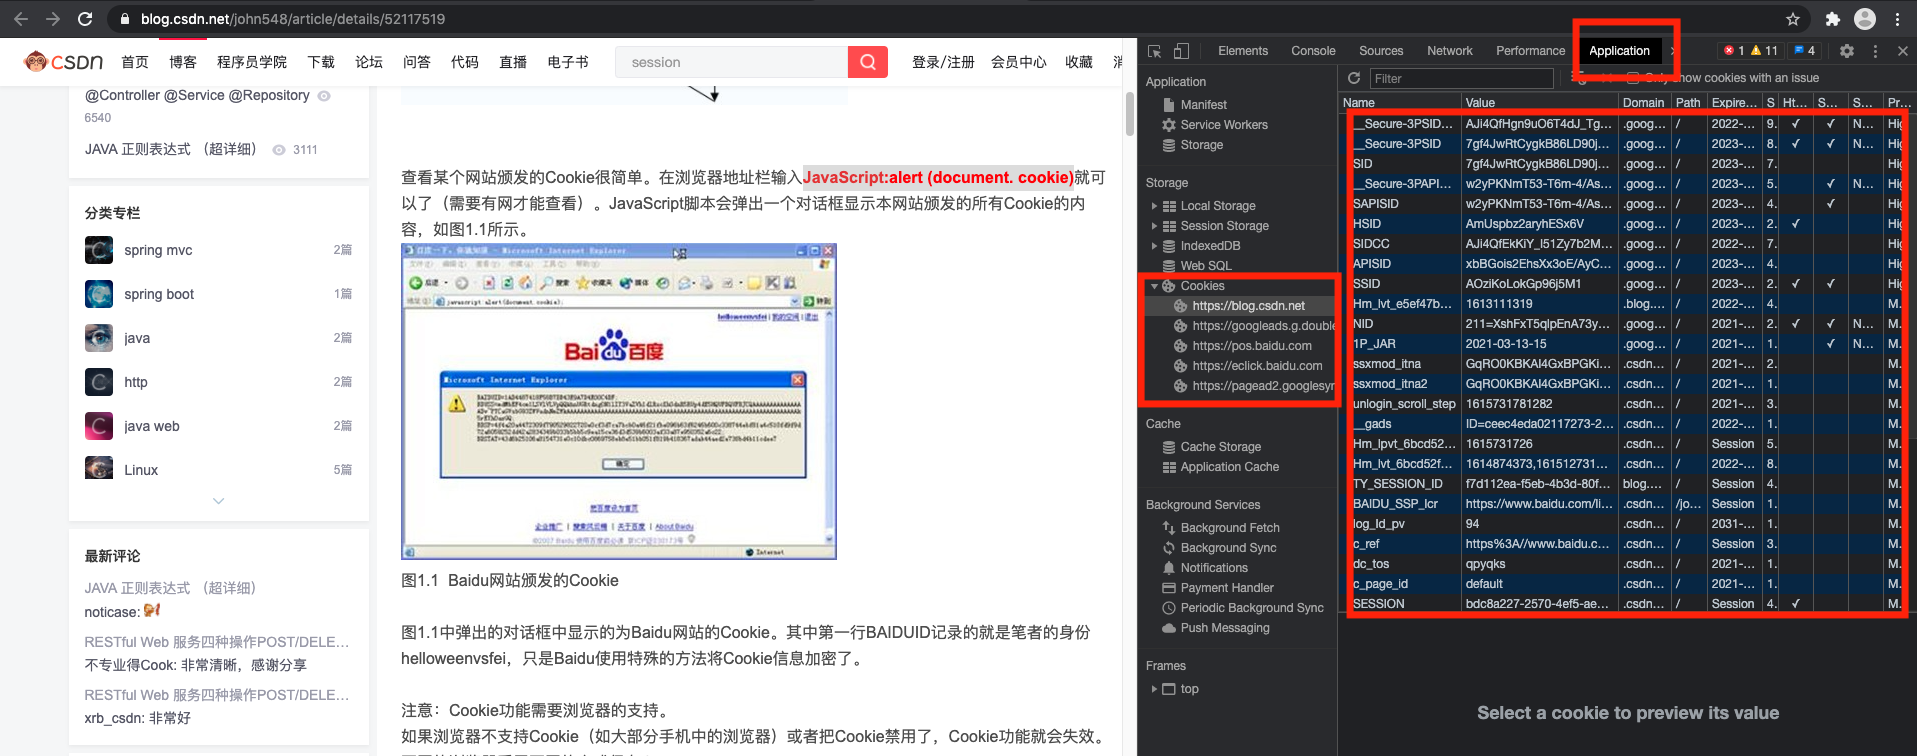 blog.csdn.net/john548/article/details/52117519
CSDN 首页 博客 程序员学院 下载 论坛 问答 代码 直播 电子书 session 登录/注册 会员中心 收藏
@Controller @Service @Repository
6540
JAVA 正则表达式 （超详细） 3111
分类专栏
spring mvc 2篇
spring boot 1篇
java 2篇
http 2篇
java web 2篇
Linux 5篇
最新评论
JAVA 正则表达式 （超详细）
noticase:
RESTful Web 服务四种操作POST/DELE...
不专业得Cook: 非常清晰，感谢分享
RESTful Web 服务四种操作POST/DELE...
xrb_csdn: 非常好
查看某个网站颁发的Cookie很简单。在浏览器地址栏输入JavaScript:alert (document. cookie)就可
以了（需要有网才能查看）。JavaScript脚本会弹出一个对话框显示本网站颁发的所有Cookie的内
容，如图1.1所示。
Bai du 百度
Microsoft Internet Explorer
确定
把百度设为首页
图1.1 Baidu网站颁发的Cookie
图1.1中弹出的对话框中显示的为Baidu网站的Cookie。其中第一行BAIDUID记录的就是笔者的身份
helloweenvsfei，只是Baidu使用特殊的方法将Cookie信息加密了。
注意：Cookie功能需要浏览器的支持。
如果浏览器不支持Cookie（如大部分手机中的浏览器）或者把Cookie禁用了，Cookie功能就会失效。
Elements Console Sources Network Performance Application 1 11 4
Application
Manifest
Service Workers
Storage
Storage
Local Storage
Session Storage
IndexedDB
Web SQL
Cookies
https://blog.csdn.net
https://googleads.g.double
https://pos.baidu.com
https://eclick.baidu.com
https://pagead2.googlesyn
Cache
Cache Storage
Application Cache
Background Services
Background Fetch
Background Sync
Notifications
Payment Handler
Periodic Background Sync
Push Messaging
Frames
top
Filter Only show cookies with an issue
Name Value Domain Path Expire... S Ht... S... S... Pr...
__Secure-3PSID... AJi4QfHgn9uO6T4dJ_Tg... .goog... / 2022-... 9. ✓ ✓ N... Hig
__Secure-3PSID 7gf4JwRtCygkB86LD90j... .goog... / 2023-... 8. ✓ ✓ N... Hig
SID 7gf4JwRtCygkB86LD90j... .goog... / 2023-... 7. Hig
__Secure-3PAPI... w2yPKNmT53-T6m-4/As... .goog... / 2023-... 5. ✓ N... Hig
SAPISID w2yPKNmT53-T6m-4/As... .goog... / 2023-... 4. ✓ Hig
HSID AmUspbz2aryhESx6V .goog... / 2023-... 2. ✓ Hig
SIDCC AJi4QfEkKiY_l51Zy7b2M... .goog... / 2022-... 7. Hig
APISID xbBGois2EhsXx3oE/AyC... .goog... / 2023-... 4. Hig
SSID AOziKoLokGp96j5M1 .goog... / 2023-... 2. ✓ ✓ Hig
Hm_lvt_e5ef47b... 1613111319 .blog.... / 2022-... 4. M.
NID 211=XshFxT5qlpEnA73y... .goog... / 2021-... 2. ✓ ✓ N... M.
1P_JAR 2021-03-13-15 .goog... / 2021-... 1. ✓ N... M.
ssxmod_itna GqRO0KBKAI4GxBPGKi... .csdn... / 2021-... 2. M.
ssxmod_itna2 GqRO0KBKAI4GxBPGKi... .csdn... / 2021-... 1. M.
unlogin_scroll_step 1615731781282 .csdn... / 2021-... 3. M.
__gads ID=ceec4eda02117273-2... .csdn... / 2022-... 1. M.
Hm_lpvt_6bcd52... 1615731726 .csdn... / Session 5. M.
Hm_lvt_6bcd52f... 1614874373,161512731... .csdn... / 2022-... 8. M.
TY_SESSION_ID f7d112ea-f5eb-4b3d-80f... blog.... / Session 4. M.
BAIDU_SSP_lcr https://www.baidu.com/li... .csdn... /jo... Session 1. M.
log_Id_pv 94 .csdn... / 2031-... 1. M.
c_ref https%3A//www.baidu.c... .csdn... / Session 3. M.
dc_tos qpyqks .csdn... / 2021-... 1. M.
c_page_id default .csdn... / 2021-... 1. M.
SESSION bdc8a227-2570-4ef5-ae... .csdn... / Session 4. ✓ M.
Select a cookie to preview its value